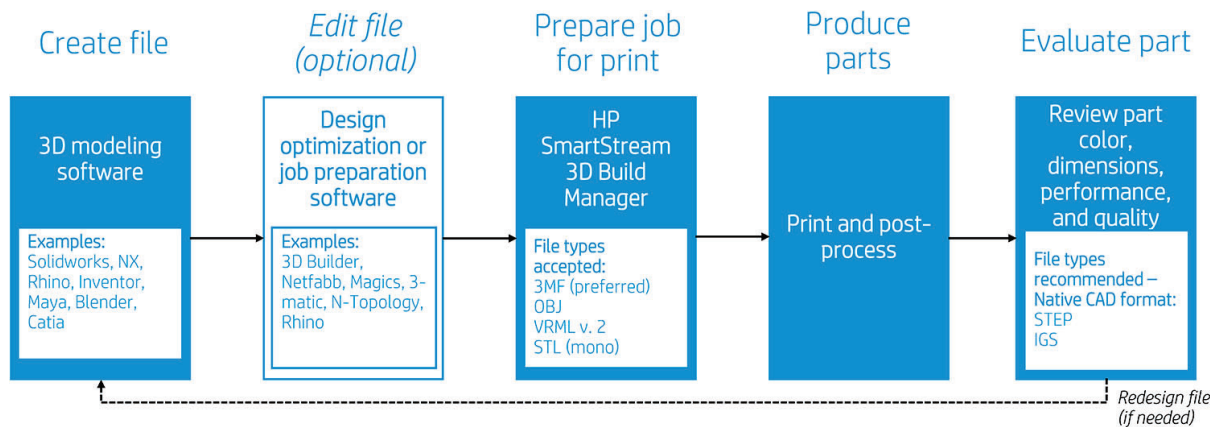 Create file
Edit file
(optional)
Prepare job
for print
Produce
parts
Evaluate part
3D modeling
software
Examples:
Solidworks, NX,
Rhino, Inventor,
Maya, Blender,
Catia
Design
optimization or
job preparation
software
Examples:
3D Builder,
Netfabb, Magics, 3-
matic, N-Topology,
Rhino
HP
SmartStream
3D Build
Manager
File types
accepted:
3MF (preferred)
OBJ
VRML v. 2
STL (mono)
Print and post-
process
Review part
color,
dimensions,
performance,
and quality
File types
recommended –
Native CAD format:
STEP
IGS
Redesign file
(if needed)